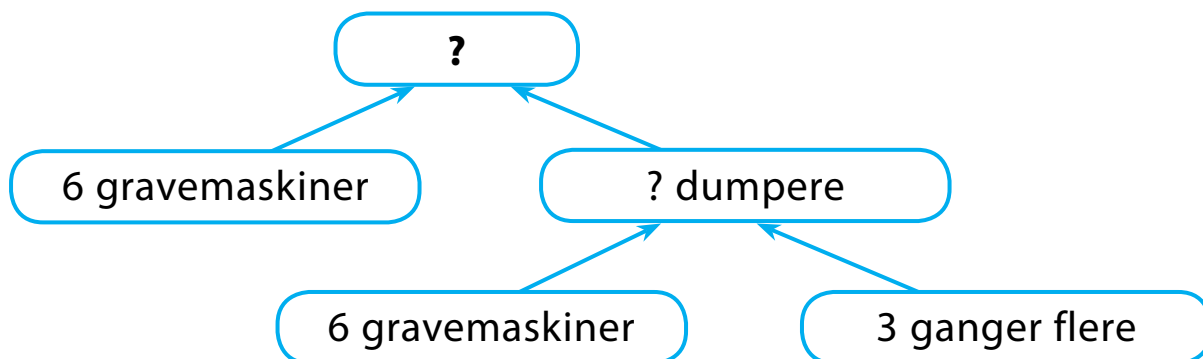 ?
6 gravemaskiner
? dumpere
6 gravemaskiner
3 ganger flere